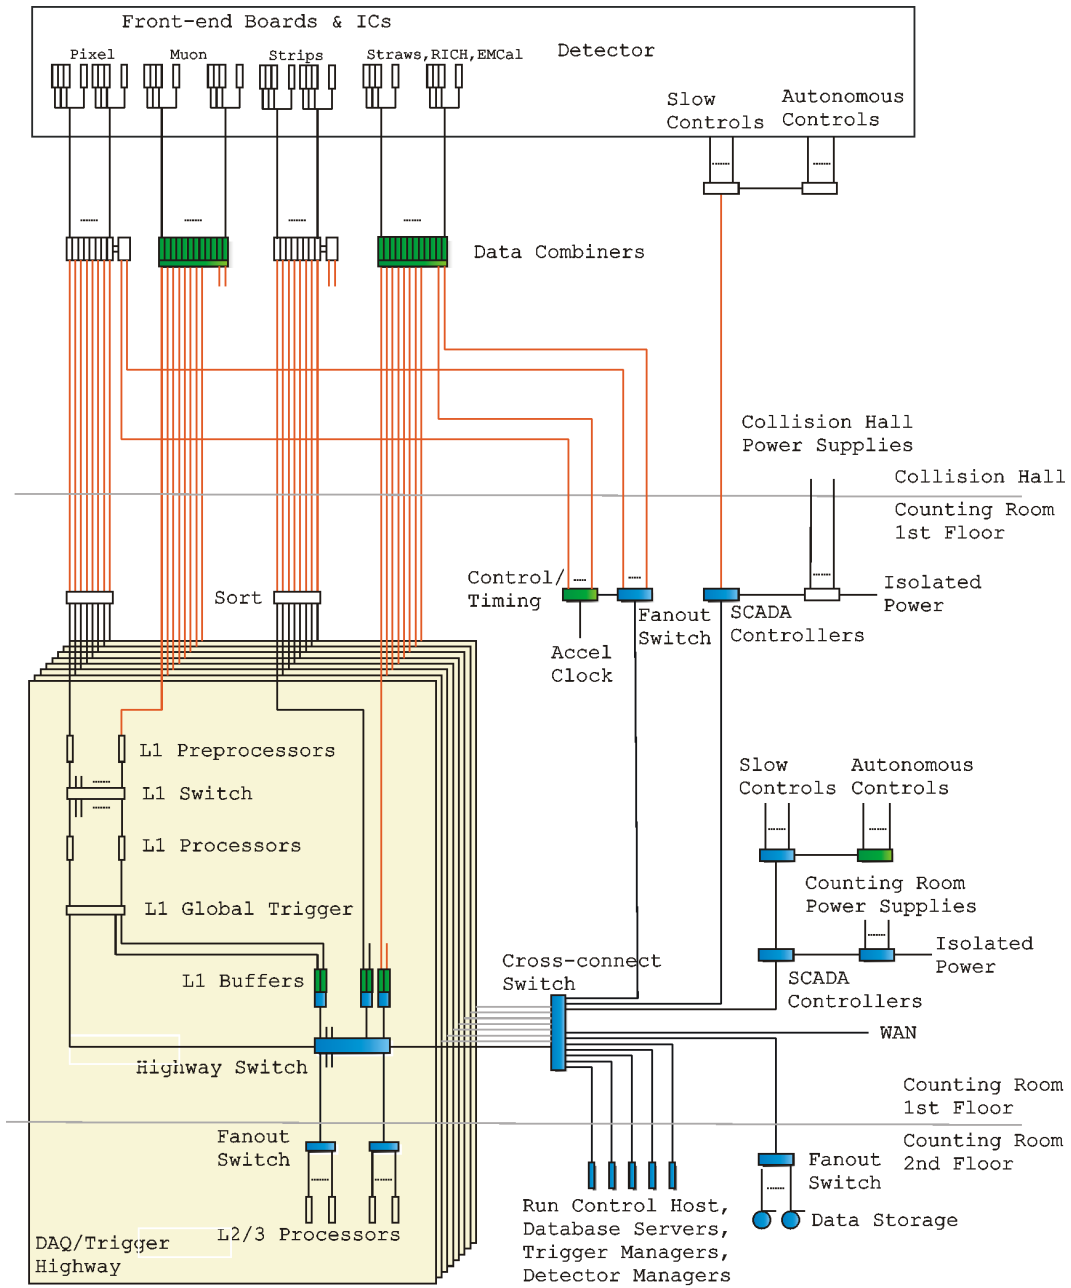 Front-end Boards & ICs
Pixel
Muon
Strips
Straws,RICH,EMCal
Detector
Slow
Controls
Autonomous
Controls
Data Combiners
Collision Hall
Power Supplies
Collision Hall
Counting Room
1st Floor
Sort
Control/
Timing
Fanout
Switch
SCADA
Controllers
Isolated
Power
Accel
Clock
L1 Preprocessors
L1 Switch
L1 Processors
L1 Global Trigger
L1 Buffers
Highway Switch
Slow
Controls
Autonomous
Controls
Counting Room
Power Supplies
Isolated
Power
SCADA
Controllers
Cross-connect
Switch
WAN
Counting Room
1st Floor
Counting Room
2nd Floor
Fanout
Switch
L2/3 Processors
DAQ/Trigger
Highway
Fanout
Switch
Data Storage
Run Control Host,
Database Servers,
Trigger Managers,
Detector Managers